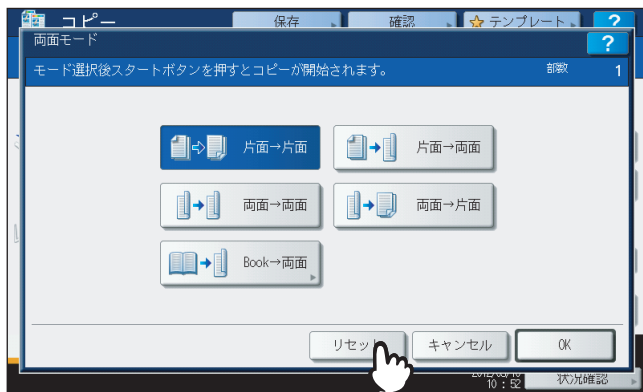 コピー 保存 確認 テンプレート ?
両面モード ?
モード選択後スタートボタンを押すとコピーが開始されます。 部数 1
片面→片面 片面→両面
両面→両面 両面→片面
Book→両面
リセット キャンセル OK
10:52 状況確認